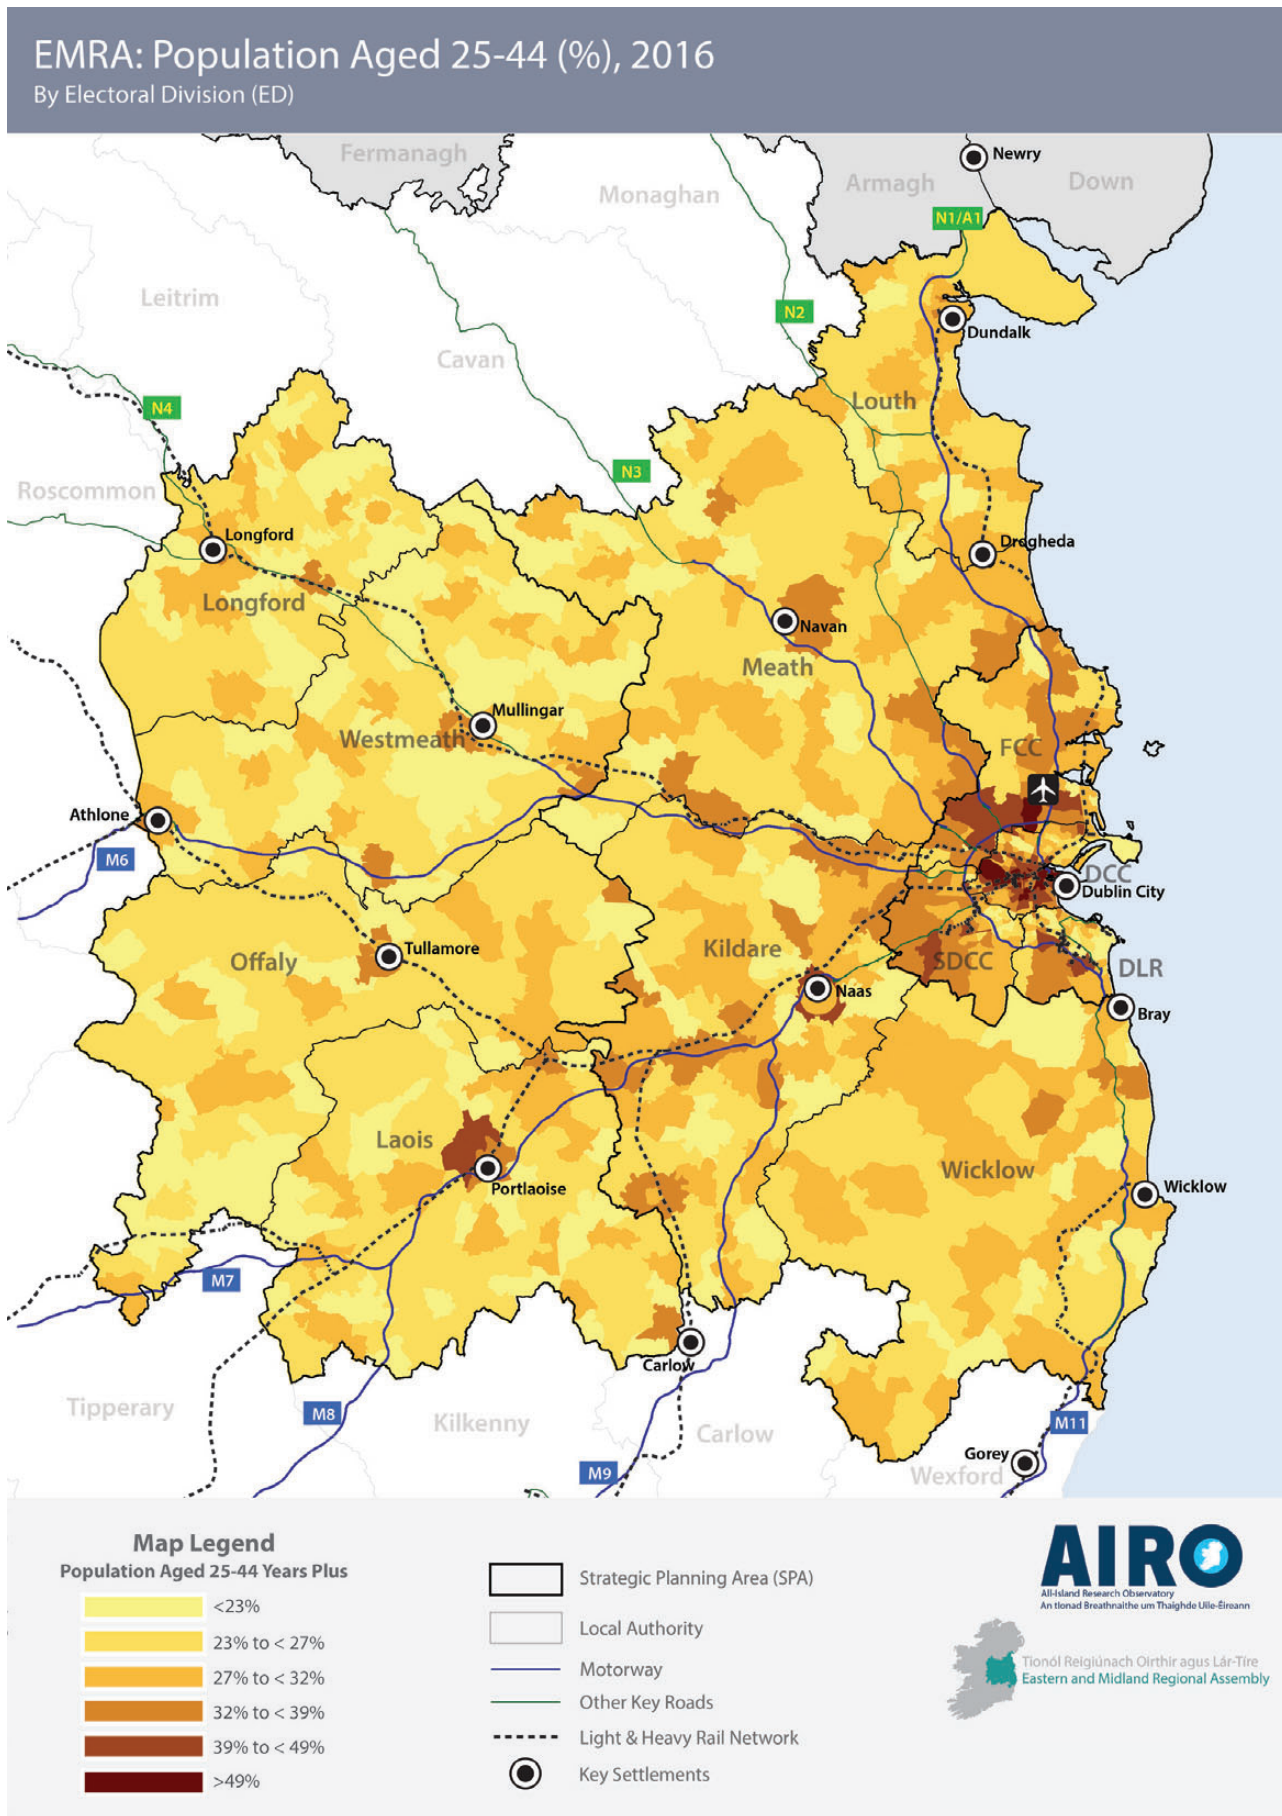 EMRA: Population Aged 25-44 (%), 2016
By Electoral Division (ED)
Fermanagh
Newry
Armagh
Down
Monaghan
N1/A1
Leitrim
N2
Dundalk
Cavan
Louth
N4
N3
Roscommon
Longford
Drogheda
Longford
Navan
Meath
Mullingar
Westmeath
FCC
Athlone
M6
DCC
Dublin City
Kildare
Tullamore
Offaly
SDCC
DLR
Naas
Bray
Laois
Wicklow
Portlaoise
Wicklow
M7
Carlow
Tipperary
M8
Kilkenny
Carlow
M11
Gorey
M9
Wexford
Map Legend
Population Aged 25-44 Years Plus
<23%
23% to < 27%
27% to < 32%
32% to < 39%
39% to < 49%
>49%
Strategic Planning Area (SPA)
Local Authority
Motorway
Other Key Roads
Light & Heavy Rail Network
Key Settlements
AIRO
All-Island Research Observatory
An tIonad Breathnaithe um Thaighde Uile-Éireann
Tionól Reigiúnach Oirthir agus Lár-Tíre
Eastern and Midland Regional Assembly